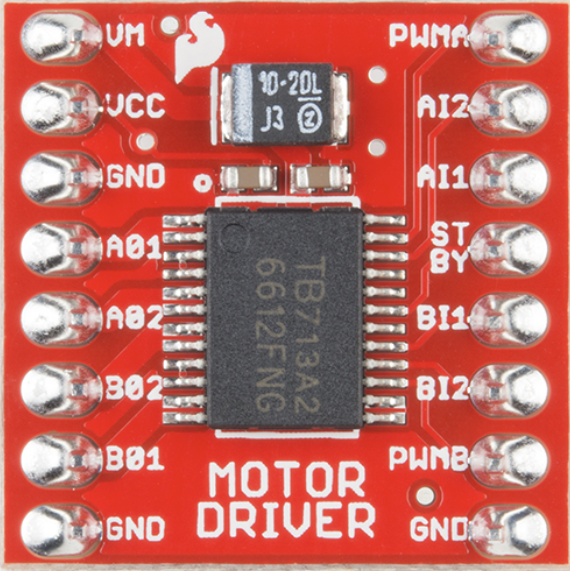 VM
PWMA
10-20L
J3 Z
VCC
AI2
GND
AI1
A01
ST
BY
TB713A2
6612FNG
A02
BI1
B02
BI2
B01
PWMB
MOTOR
DRIVER
GND
GND